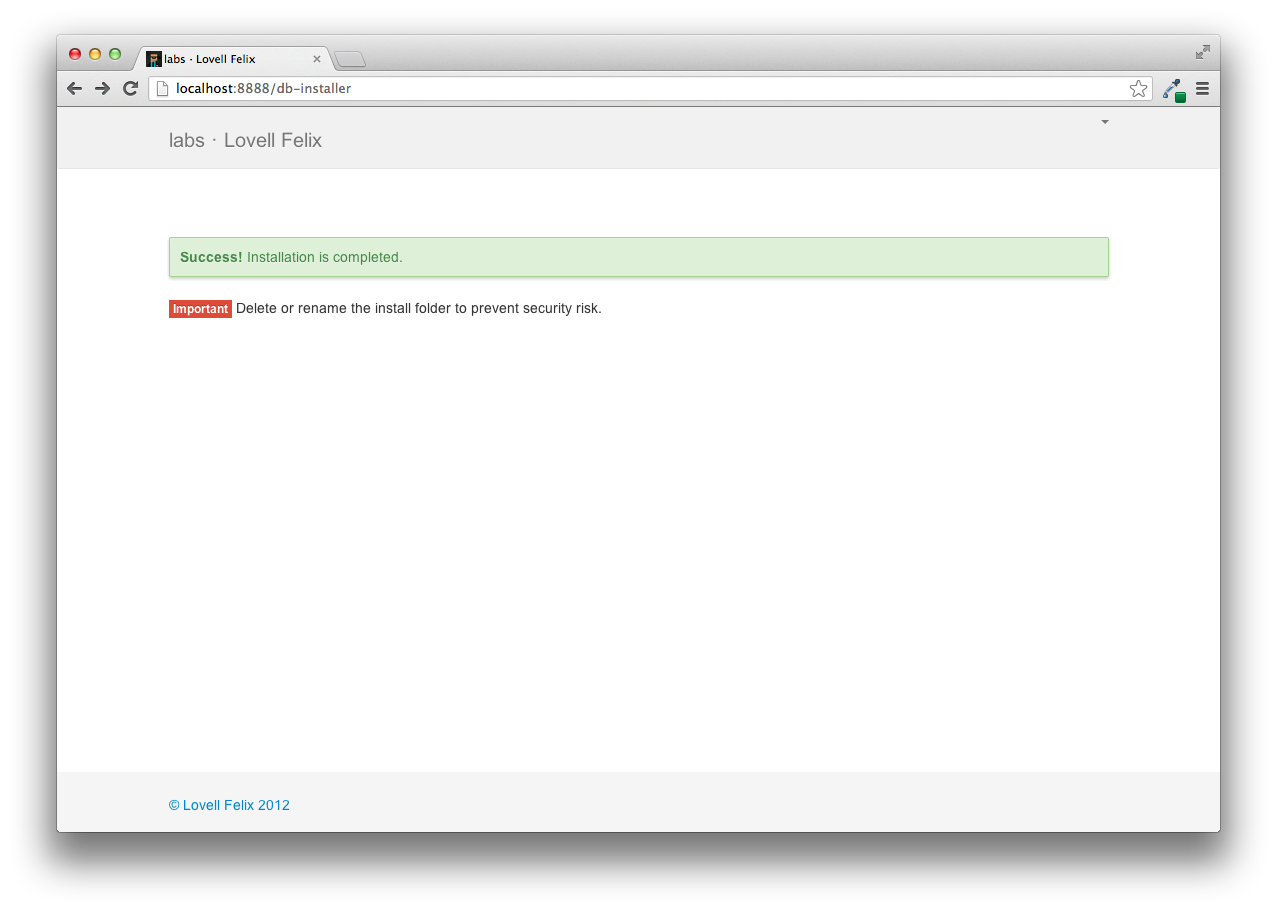 labs · Lovell Felix
localhost:8888/db-installer
labs · Lovell Felix
Success! Installation is completed.
Important Delete or rename the install folder to prevent security risk.
© Lovell Felix 2012